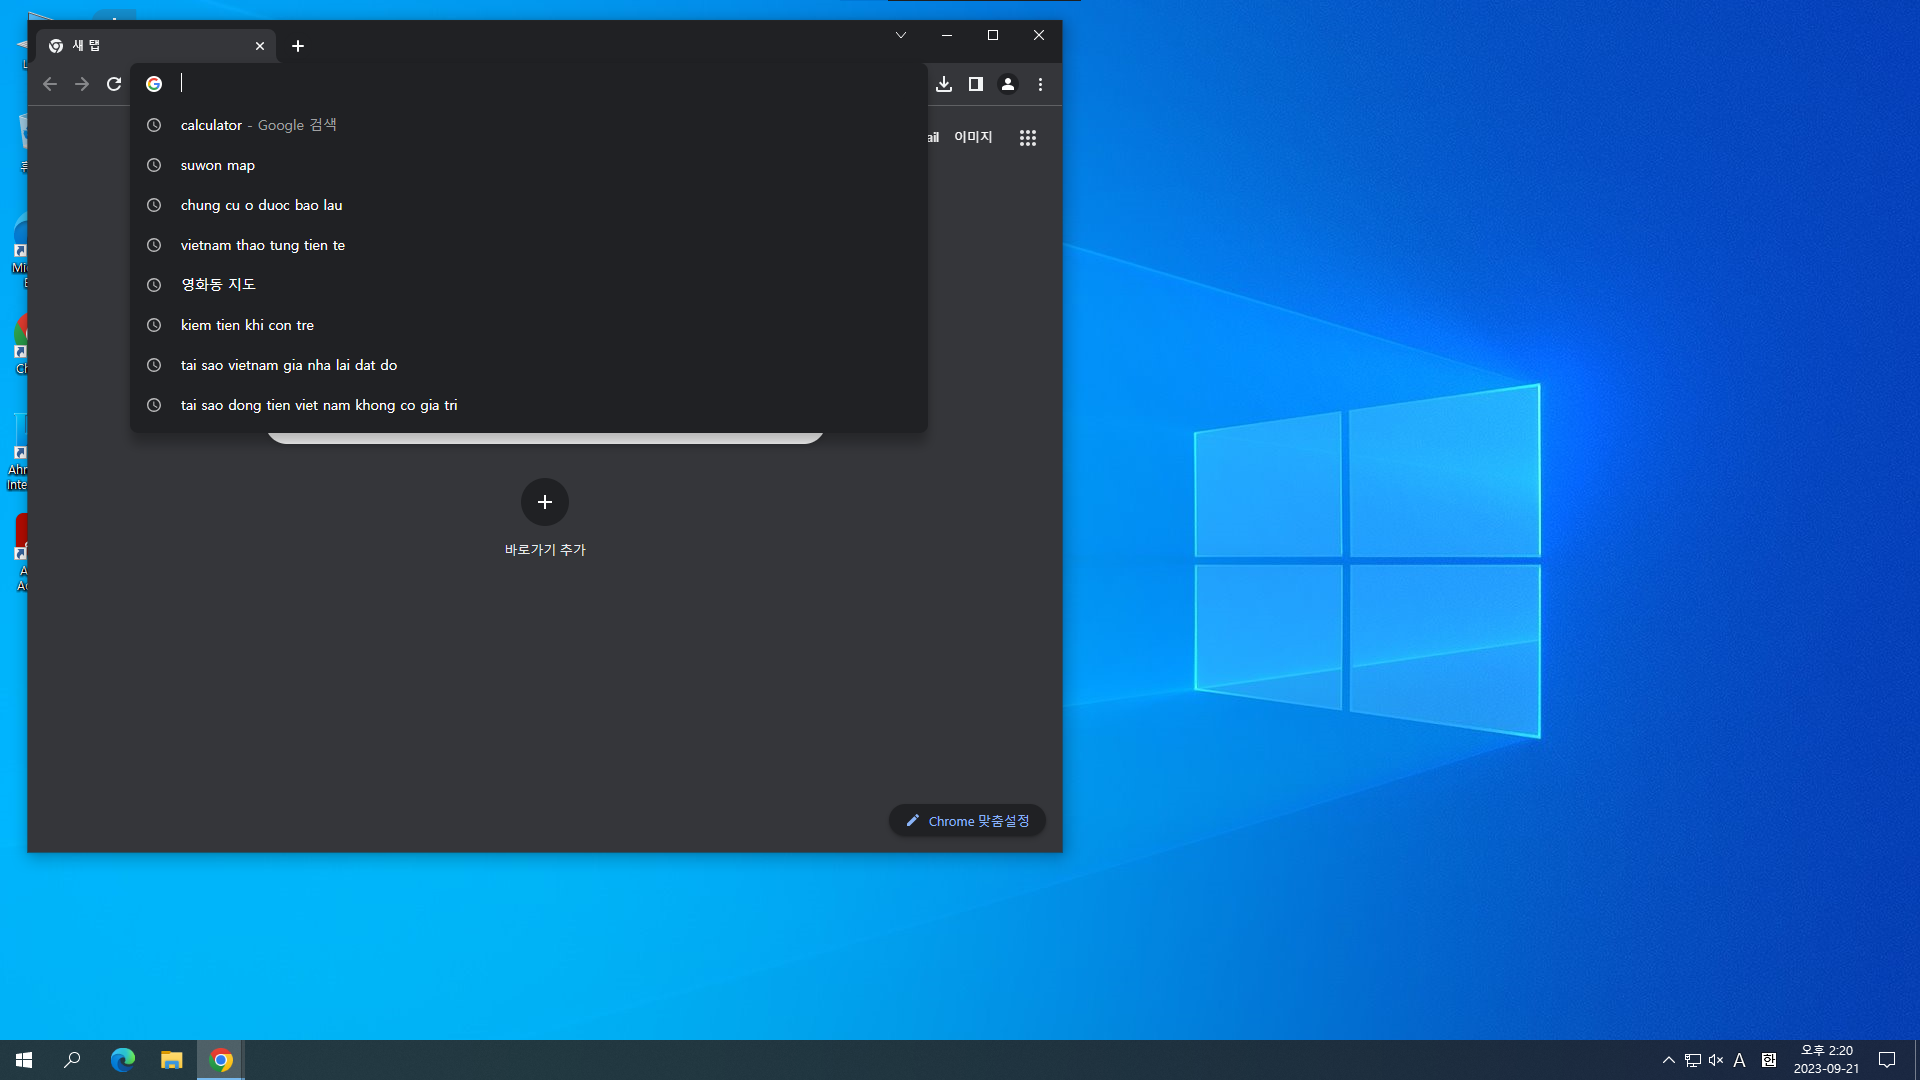 새 탭
calculator - Google 검색
suwon map
chung cu o duoc bao lau
vietnam thao tung tien te
영화동 지도
kiem tien khi con tre
tai sao vietnam gia nha lai dat do
tai sao dong tien viet nam khong co gia tri
이미지
바로가기 추가
Chrome 맞춤설정
A
한
오후 2:20
2023-09-21